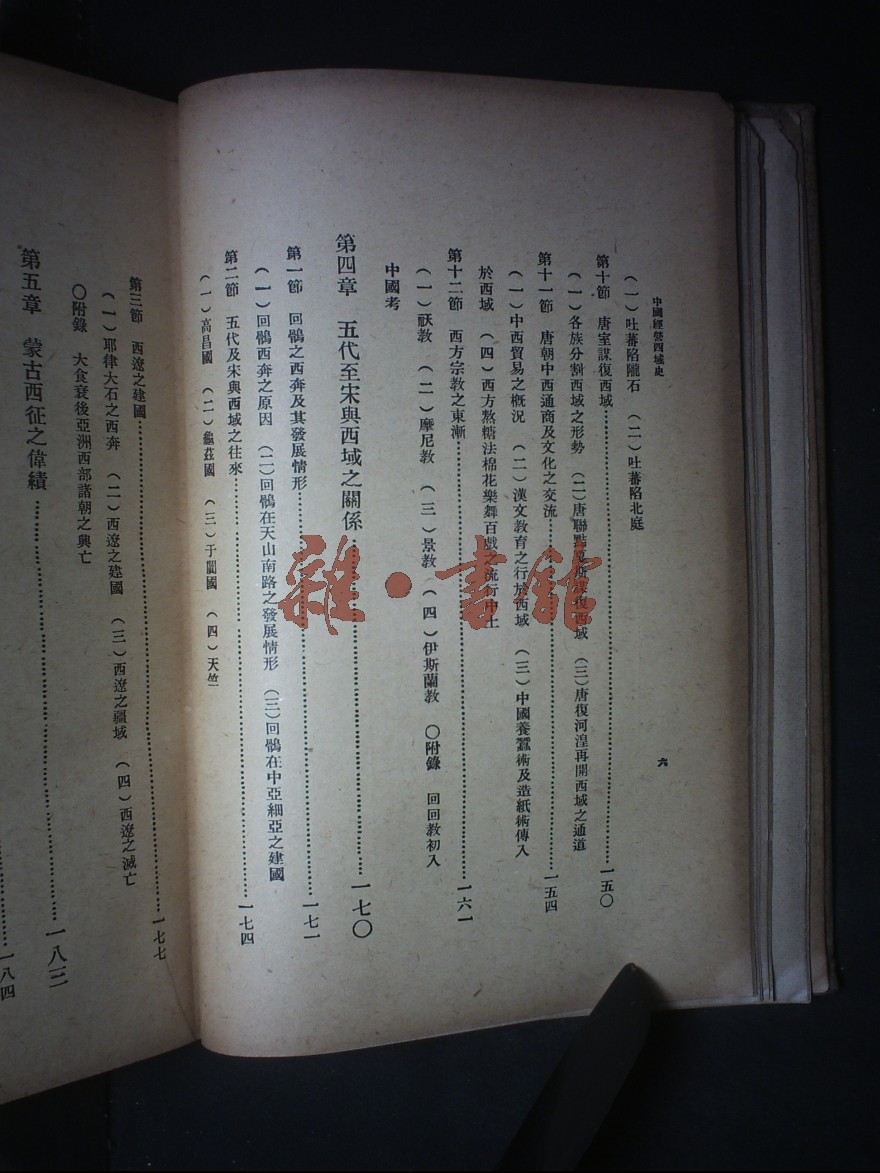 中國經營西域史
六
(一)吐蕃陷隴石 (二)吐蕃陷北庭
第十節 唐室謀復西域……一五〇
(一)各族分割西域之形勢 (二)唐聯黠戛斯謀復西域 (三)唐復河湟再開西域之通道
第十一節 唐朝中西通商及文化之交流……一五四
(一)中西貿易之概況 (二)漢文教育之行於西域 (三)中國養蠶術及造紙術傳入
於西域 (四)西方熬糖法棉花樂舞百戲之流行中土
第十二節 西方宗教之東漸……一六一
(一)祆教 (二)摩尼教 (三)景教 (四)伊斯蘭教 〇附錄 回回教初入
中國考
第四章 五代至宋與西域之關係……一七〇
第一節 回鶻之西奔及其發展情形……一七一
(一)回鶻西奔之原因 (二)回鶻在天山南路之發展情形 (三)回鶻在中亞細亞之建國
第二節 五代及宋與西域之往來……一七四
(一)高昌國 (二)龜茲國 (三)于闐國 (四)天竺
第三節 西遼之建國……一七七
(一)耶律大石之西奔 (二)西遼之建國 (三)西遼之疆域 (四)西遼之滅亡
〇附錄 大食衰後亞洲西部諸朝之興亡
第五章 蒙古西征之偉績……一八三
……一八四
雜·書館